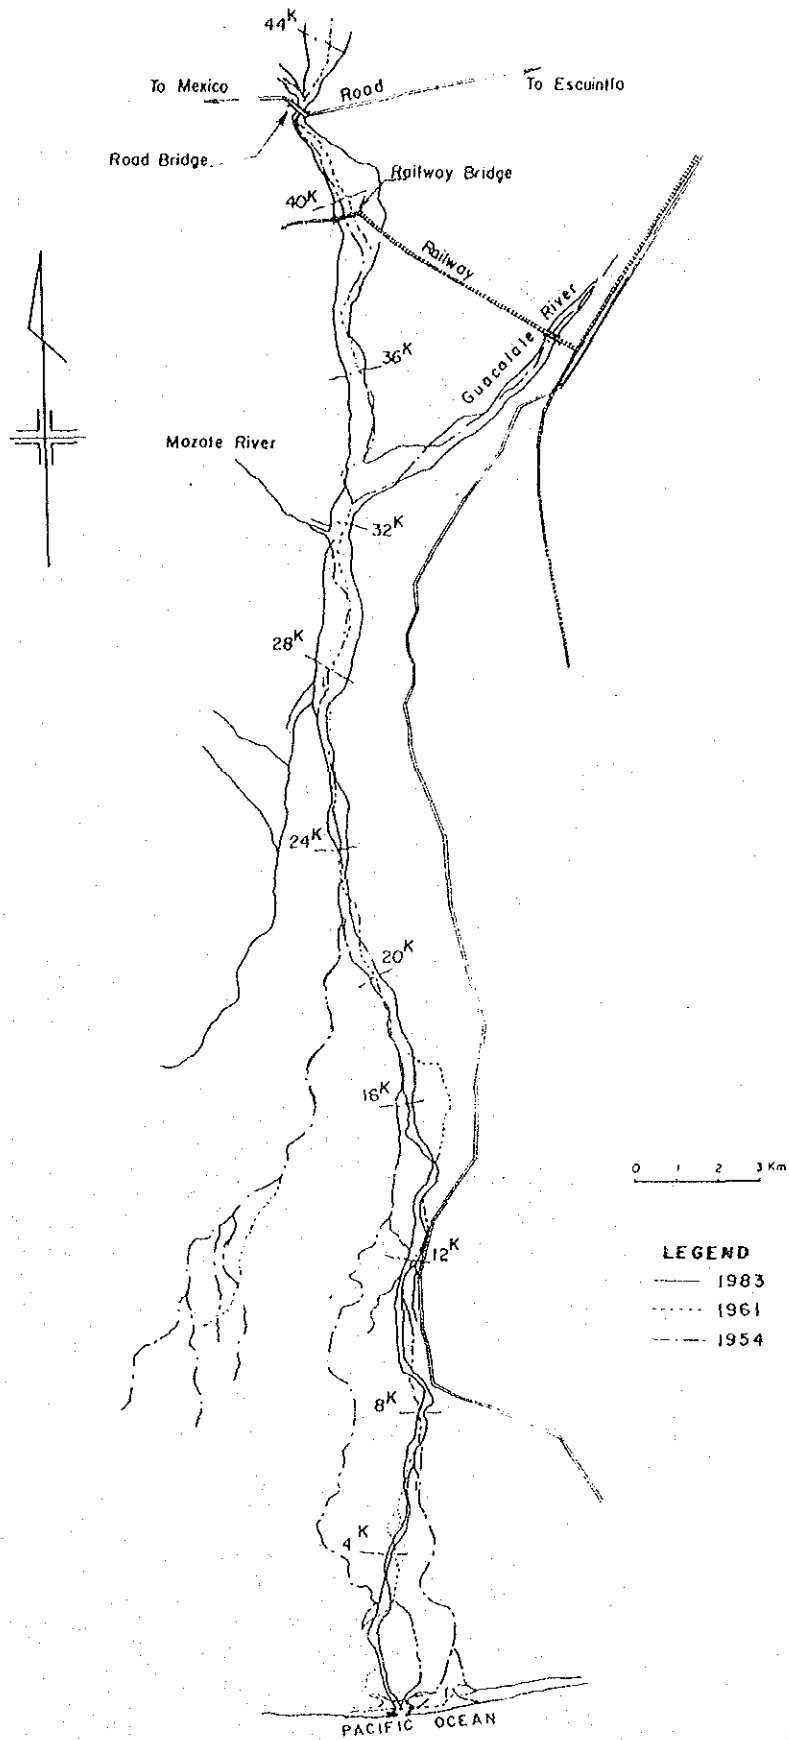 44K
To Mexico
Road
To Escuintla
Road Bridge
Railway Bridge
40K
Railway
Guacalate River
36K
Mozote River
32K
28K
24K
20K
16K
0 1 2 3 Km
12K
LEGEND
1983
1961
1954
8K
4K
PACIFIC OCEAN